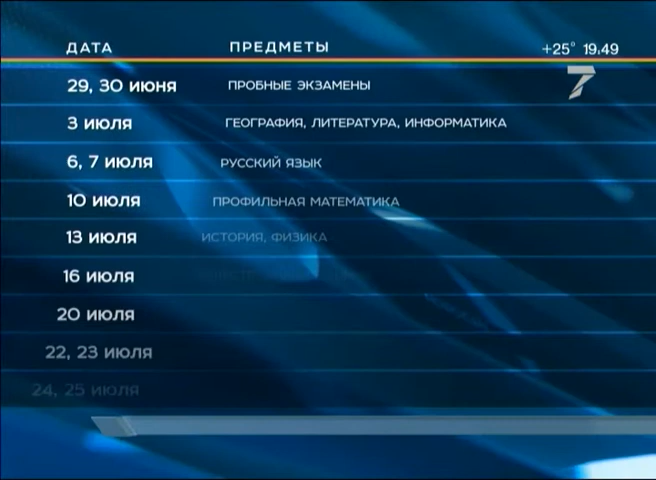 ДАТА ПРЕДМЕТЫ +25° 19.49
7
29, 30 ИЮНЯ ПРОБНЫЕ ЭКЗАМЕНЫ
3 ИЮЛЯ ГЕОГРАФИЯ, ЛИТЕРАТУРА, ИНФОРМАТИКА
6, 7 ИЮЛЯ РУССКИЙ ЯЗЫК
10 ИЮЛЯ ПРОФИЛЬНАЯ МАТЕМАТИКА
13 ИЮЛЯ ИСТОРИЯ, ФИЗИКА
16 ИЮЛЯ
20 ИЮЛЯ
22, 23 ИЮЛЯ
24, 25 ИЮЛЯ